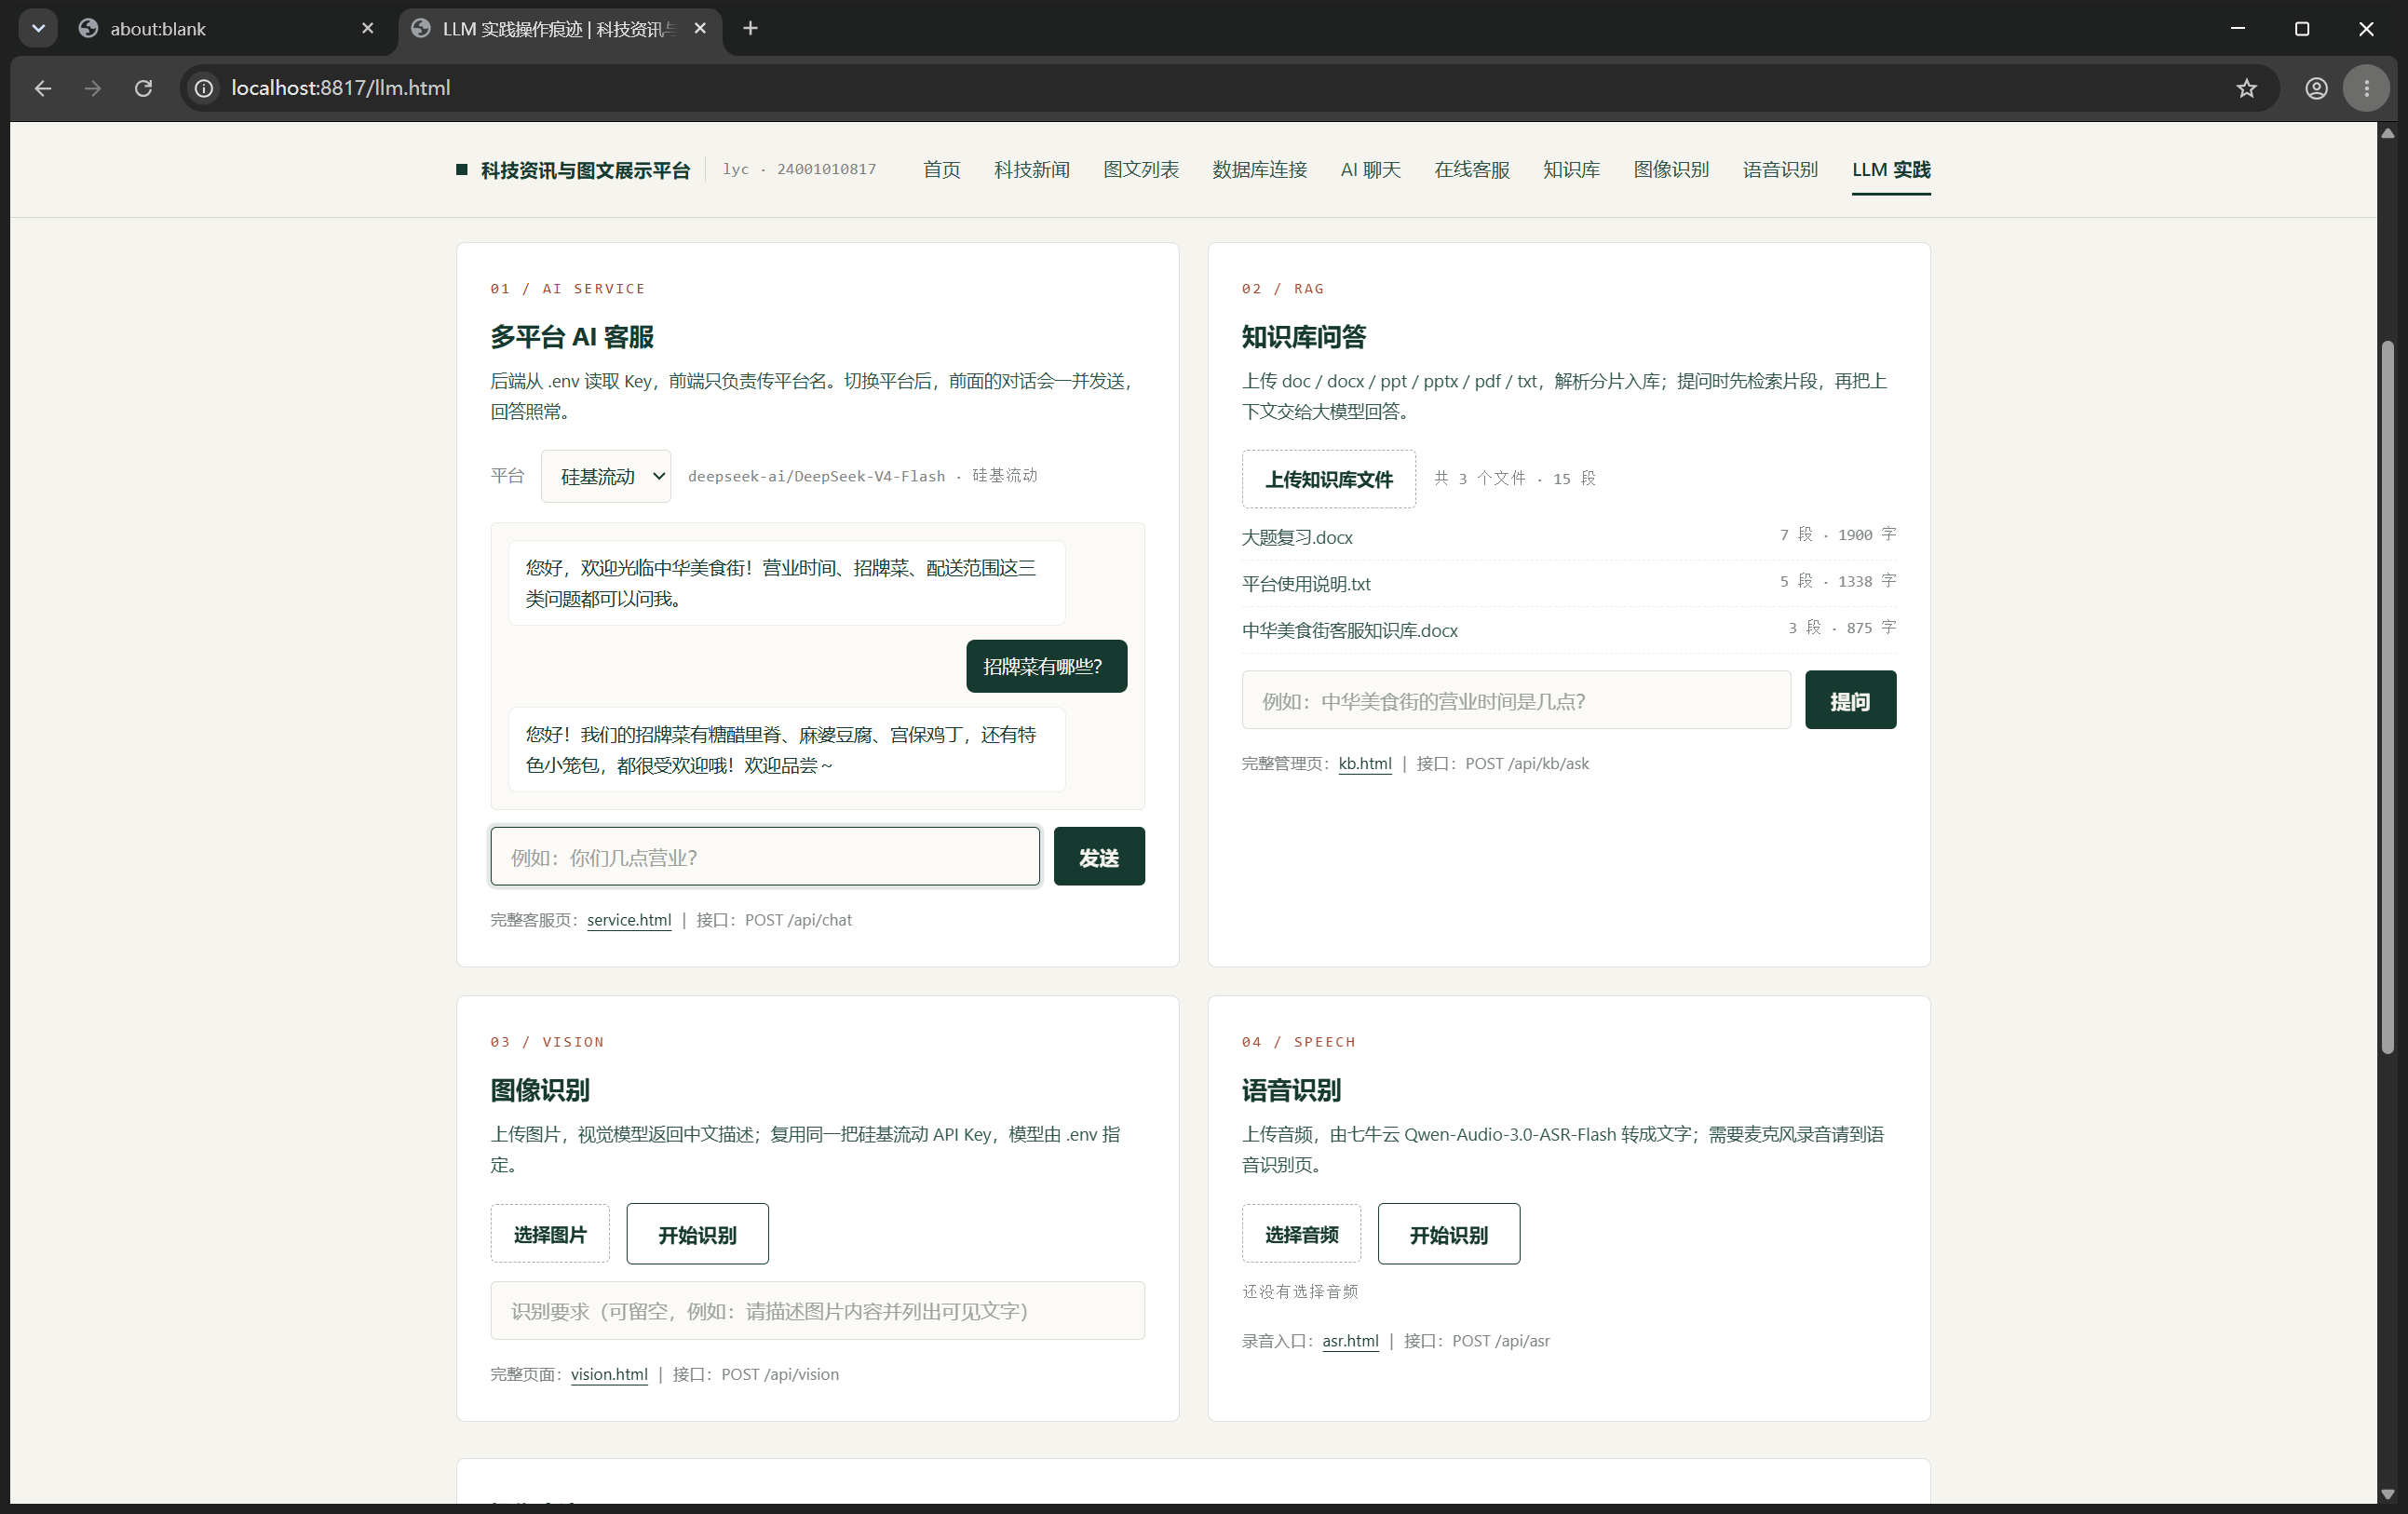 about:blank
LLM 实践操作痕迹 | 科技资讯与
localhost:8817/llm.html
科技资讯与图文展示平台
lyc · 24001010817
首页
科技新闻
图文列表
数据库连接
AI 聊天
在线客服
知识库
图像识别
语音识别
LLM 实践
01 / AI SERVICE
多平台 AI 客服
后端从 .env 读取 Key，前端只负责传平台名。切换平台后，前面的对话会一并发送，
回答照常。
平台
硅基流动
deepseek-ai/DeepSeek-V4-Flash · 硅基流动
您好，欢迎光临中华美食街！营业时间、招牌菜、配送范围这三
类问题都可以问我。
招牌菜有哪些？
您好！我们的招牌菜有糖醋里脊、麻婆豆腐、宫保鸡丁，还有特
色小笼包，都很受欢迎哦！欢迎品尝～
例如：你们几点营业？
发送
完整客服页：service.html | 接口：POST /api/chat
02 / RAG
知识库问答
上传 doc / docx / ppt / pptx / pdf / txt，解析分片入库；提问时先检索片段，再把上
下文交给大模型回答。
上传知识库文件
共 3 个文件 · 15 段
大题复习.docx
7 段 · 1900 字
平台使用说明.txt
5 段 · 1338 字
中华美食街客服知识库.docx
3 段 · 875 字
例如：中华美食街的营业时间是几点？
提问
完整管理页：kb.html | 接口：POST /api/kb/ask
03 / VISION
图像识别
上传图片，视觉模型返回中文描述；复用同一把硅基流动 API Key，模型由 .env 指
定。
选择图片
开始识别
识别要求（可留空，例如：请描述图片内容并列出可见文字）
完整页面：vision.html | 接口：POST /api/vision
04 / SPEECH
语音识别
上传音频，由七牛云 Qwen-Audio-3.0-ASR-Flash 转成文字；需要麦克风录音请到语
音识别页。
选择音频
开始识别
还没有选择音频
录音入口：asr.html | 接口：POST /api/asr